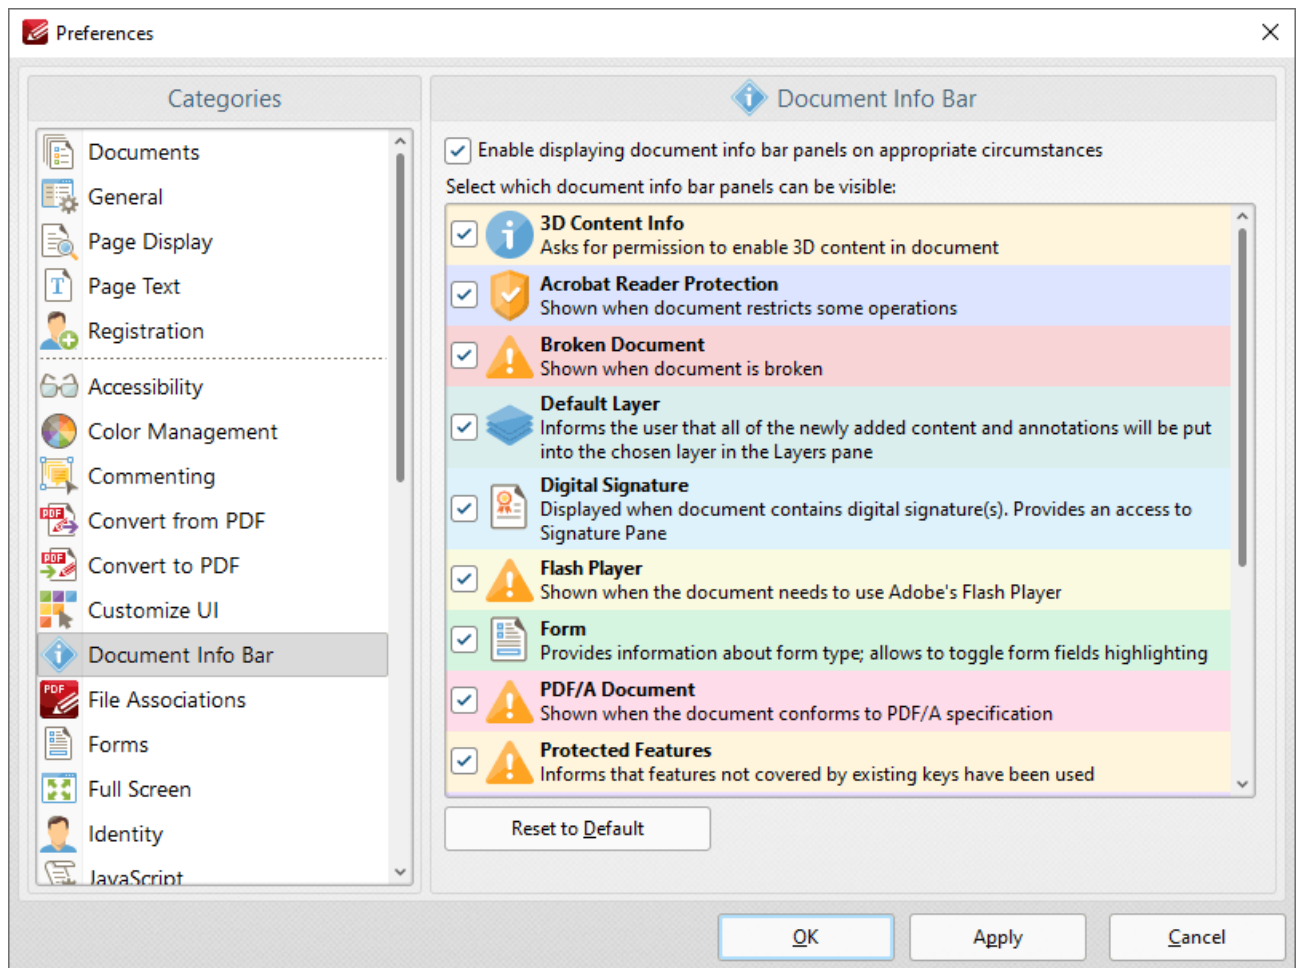 Preferences
Categories
Documents
General
Page Display
Page Text
Registration
Accessibility
Color Management
Commenting
Convert from PDF
Convert to PDF
Customize UI
Document Info Bar
File Associations
Forms
Full Screen
Identity
JavaScript
Document Info Bar
Enable displaying document info bar panels on appropriate circumstances
Select which document info bar panels can be visible:
3D Content Info
Asks for permission to enable 3D content in document
Acrobat Reader Protection
Shown when document restricts some operations
Broken Document
Shown when document is broken
Default Layer
Informs the user that all of the newly added content and annotations will be put
into the chosen layer in the Layers pane
Digital Signature
Displayed when document contains digital signature(s). Provides an access to
Signature Pane
Flash Player
Shown when the document needs to use Adobe's Flash Player
Form
Provides information about form type; allows to toggle form fields highlighting
PDF/A Document
Shown when the document conforms to PDF/A specification
Protected Features
Informs that features not covered by existing keys have been used
Reset to Default
OK
Apply
Cancel